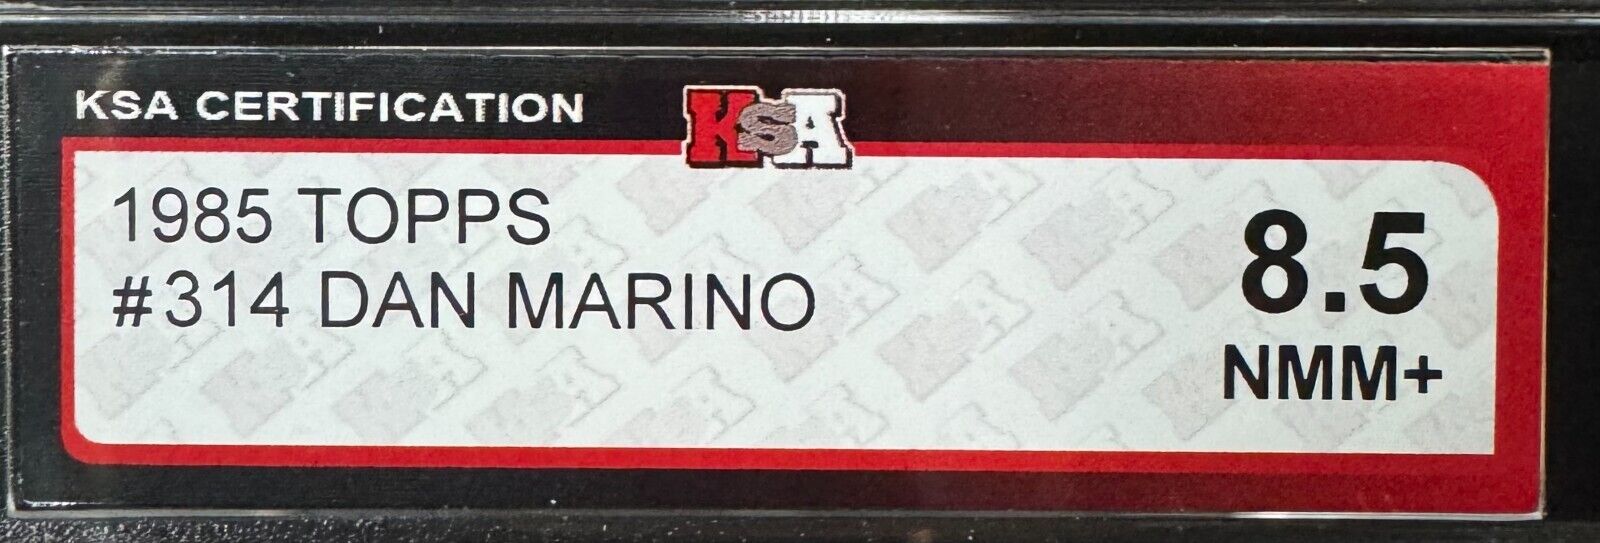 KSA CERTIFICATION
KSA
1985 TOPPS
#314 DAN MARINO
8.5
NMM+